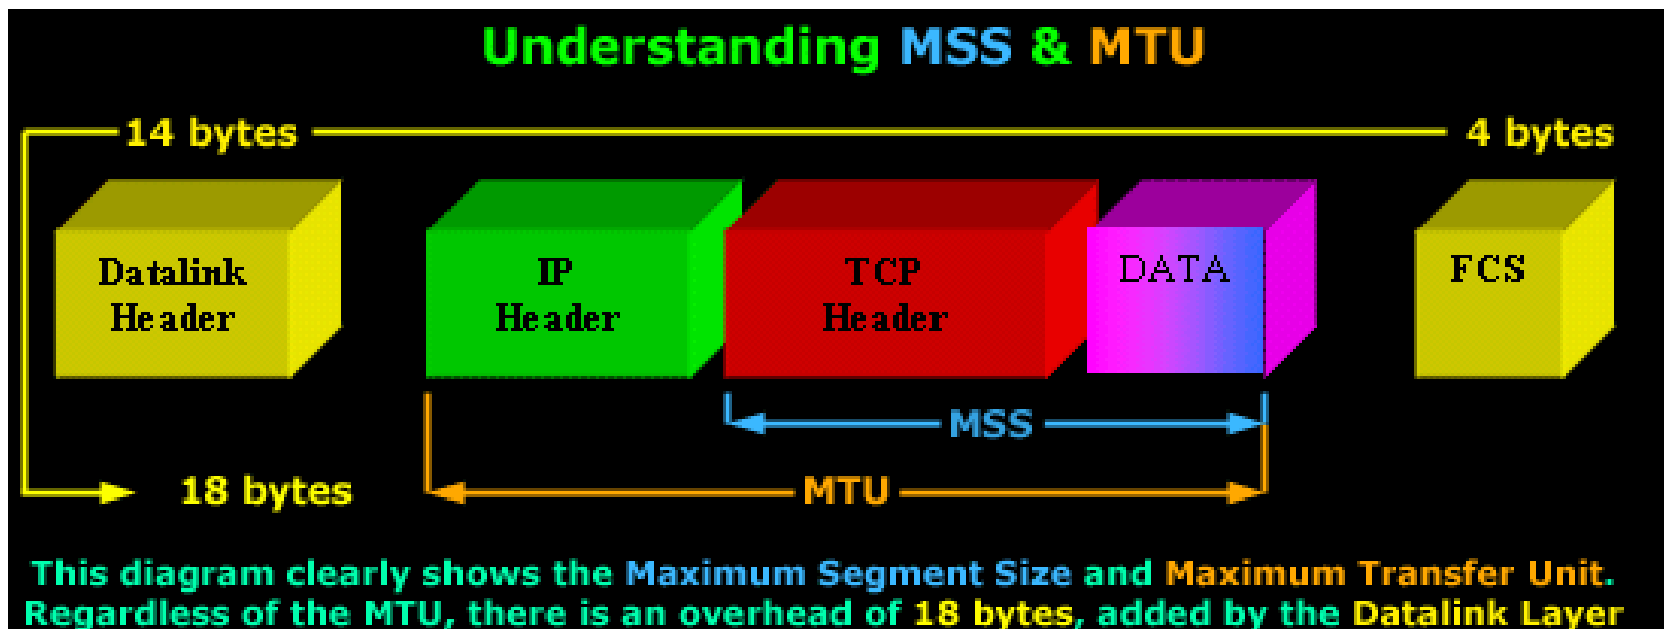 Understanding MSS & MTU
14 bytes
4 bytes
Datalink
Header
IP
Header
TCP
Header
DATA
FCS
MSS
18 bytes
MTU
This diagram clearly shows the Maximum Segment Size and Maximum Transfer Unit.
Regardless of the MTU, there is an overhead of 18 bytes, added by the Datalink Layer